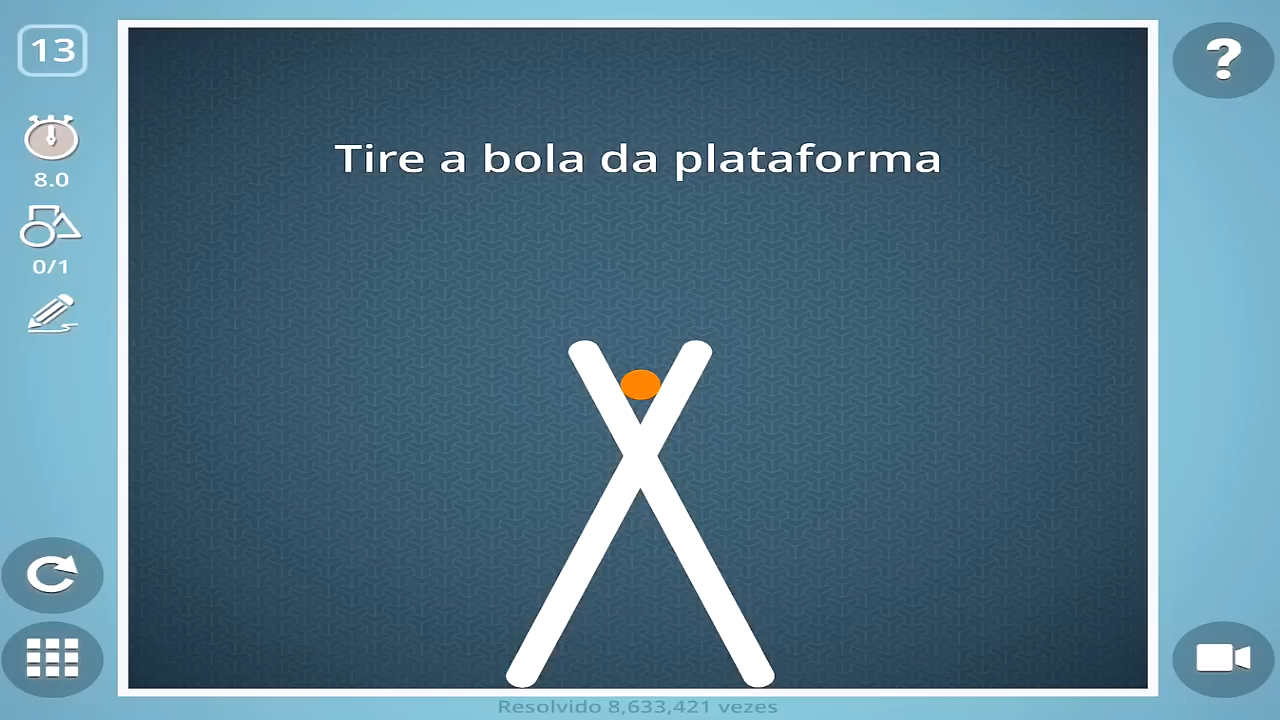 13
Tire a bola da plataforma
8.0
0/1
?
Resolvido 8,633,421 vezes